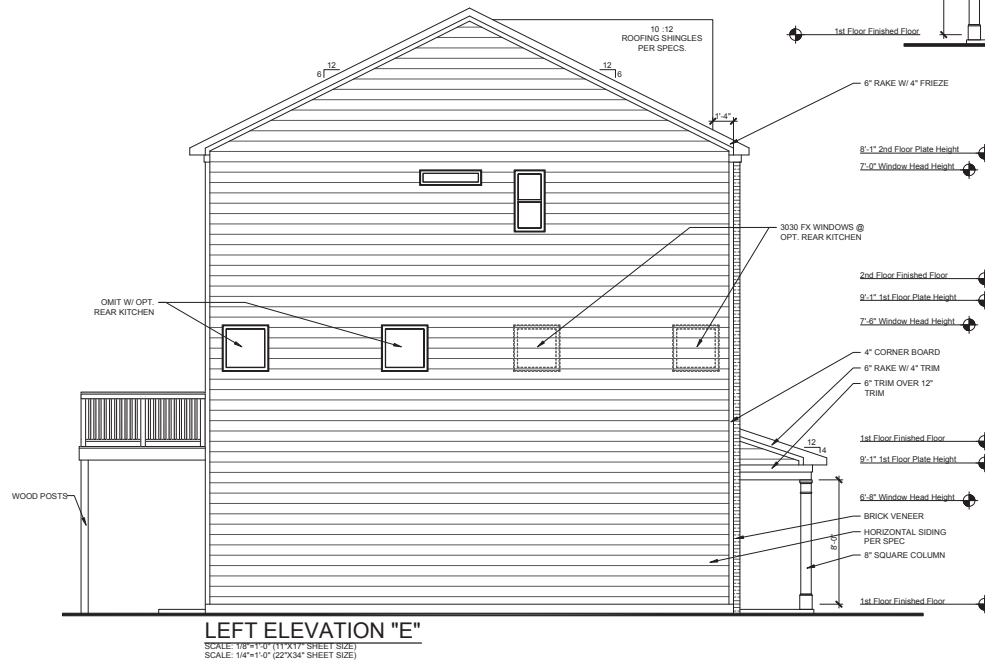 1st Floor Finished Floor
10 :12
ROOFING SHINGLES
PER SPECS.
12
6
12
6
6" RAKE W/ 4" FRIEZE
1'-4"
8'-1" 2nd Floor Plate Height
7'-0" Window Head Height
3030 FX WINDOWS @
OPT. REAR KITCHEN
2nd Floor Finished Floor
9'-1" 1st Floor Plate Height
OMIT W/ OPT.
REAR KITCHEN
7'-6" Window Head Height
4" CORNER BOARD
6" RAKE W/ 4" TRIM
6" TRIM OVER 12"
TRIM
12
4
1st Floor Finished Floor
9'-1" 1st Floor Plate Height
WOOD POSTS
6'-8" Window Head Height
BRICK VENEER
HORIZONTAL SIDING
PER SPEC
8'-0"
8" SQUARE COLUMN
1st Floor Finished Floor
LEFT ELEVATION "E"
SCALE: 1/8"=1'-0" (11"X17" SHEET SIZE)
SCALE: 1/4"=1'-0" (22"X34" SHEET SIZE)